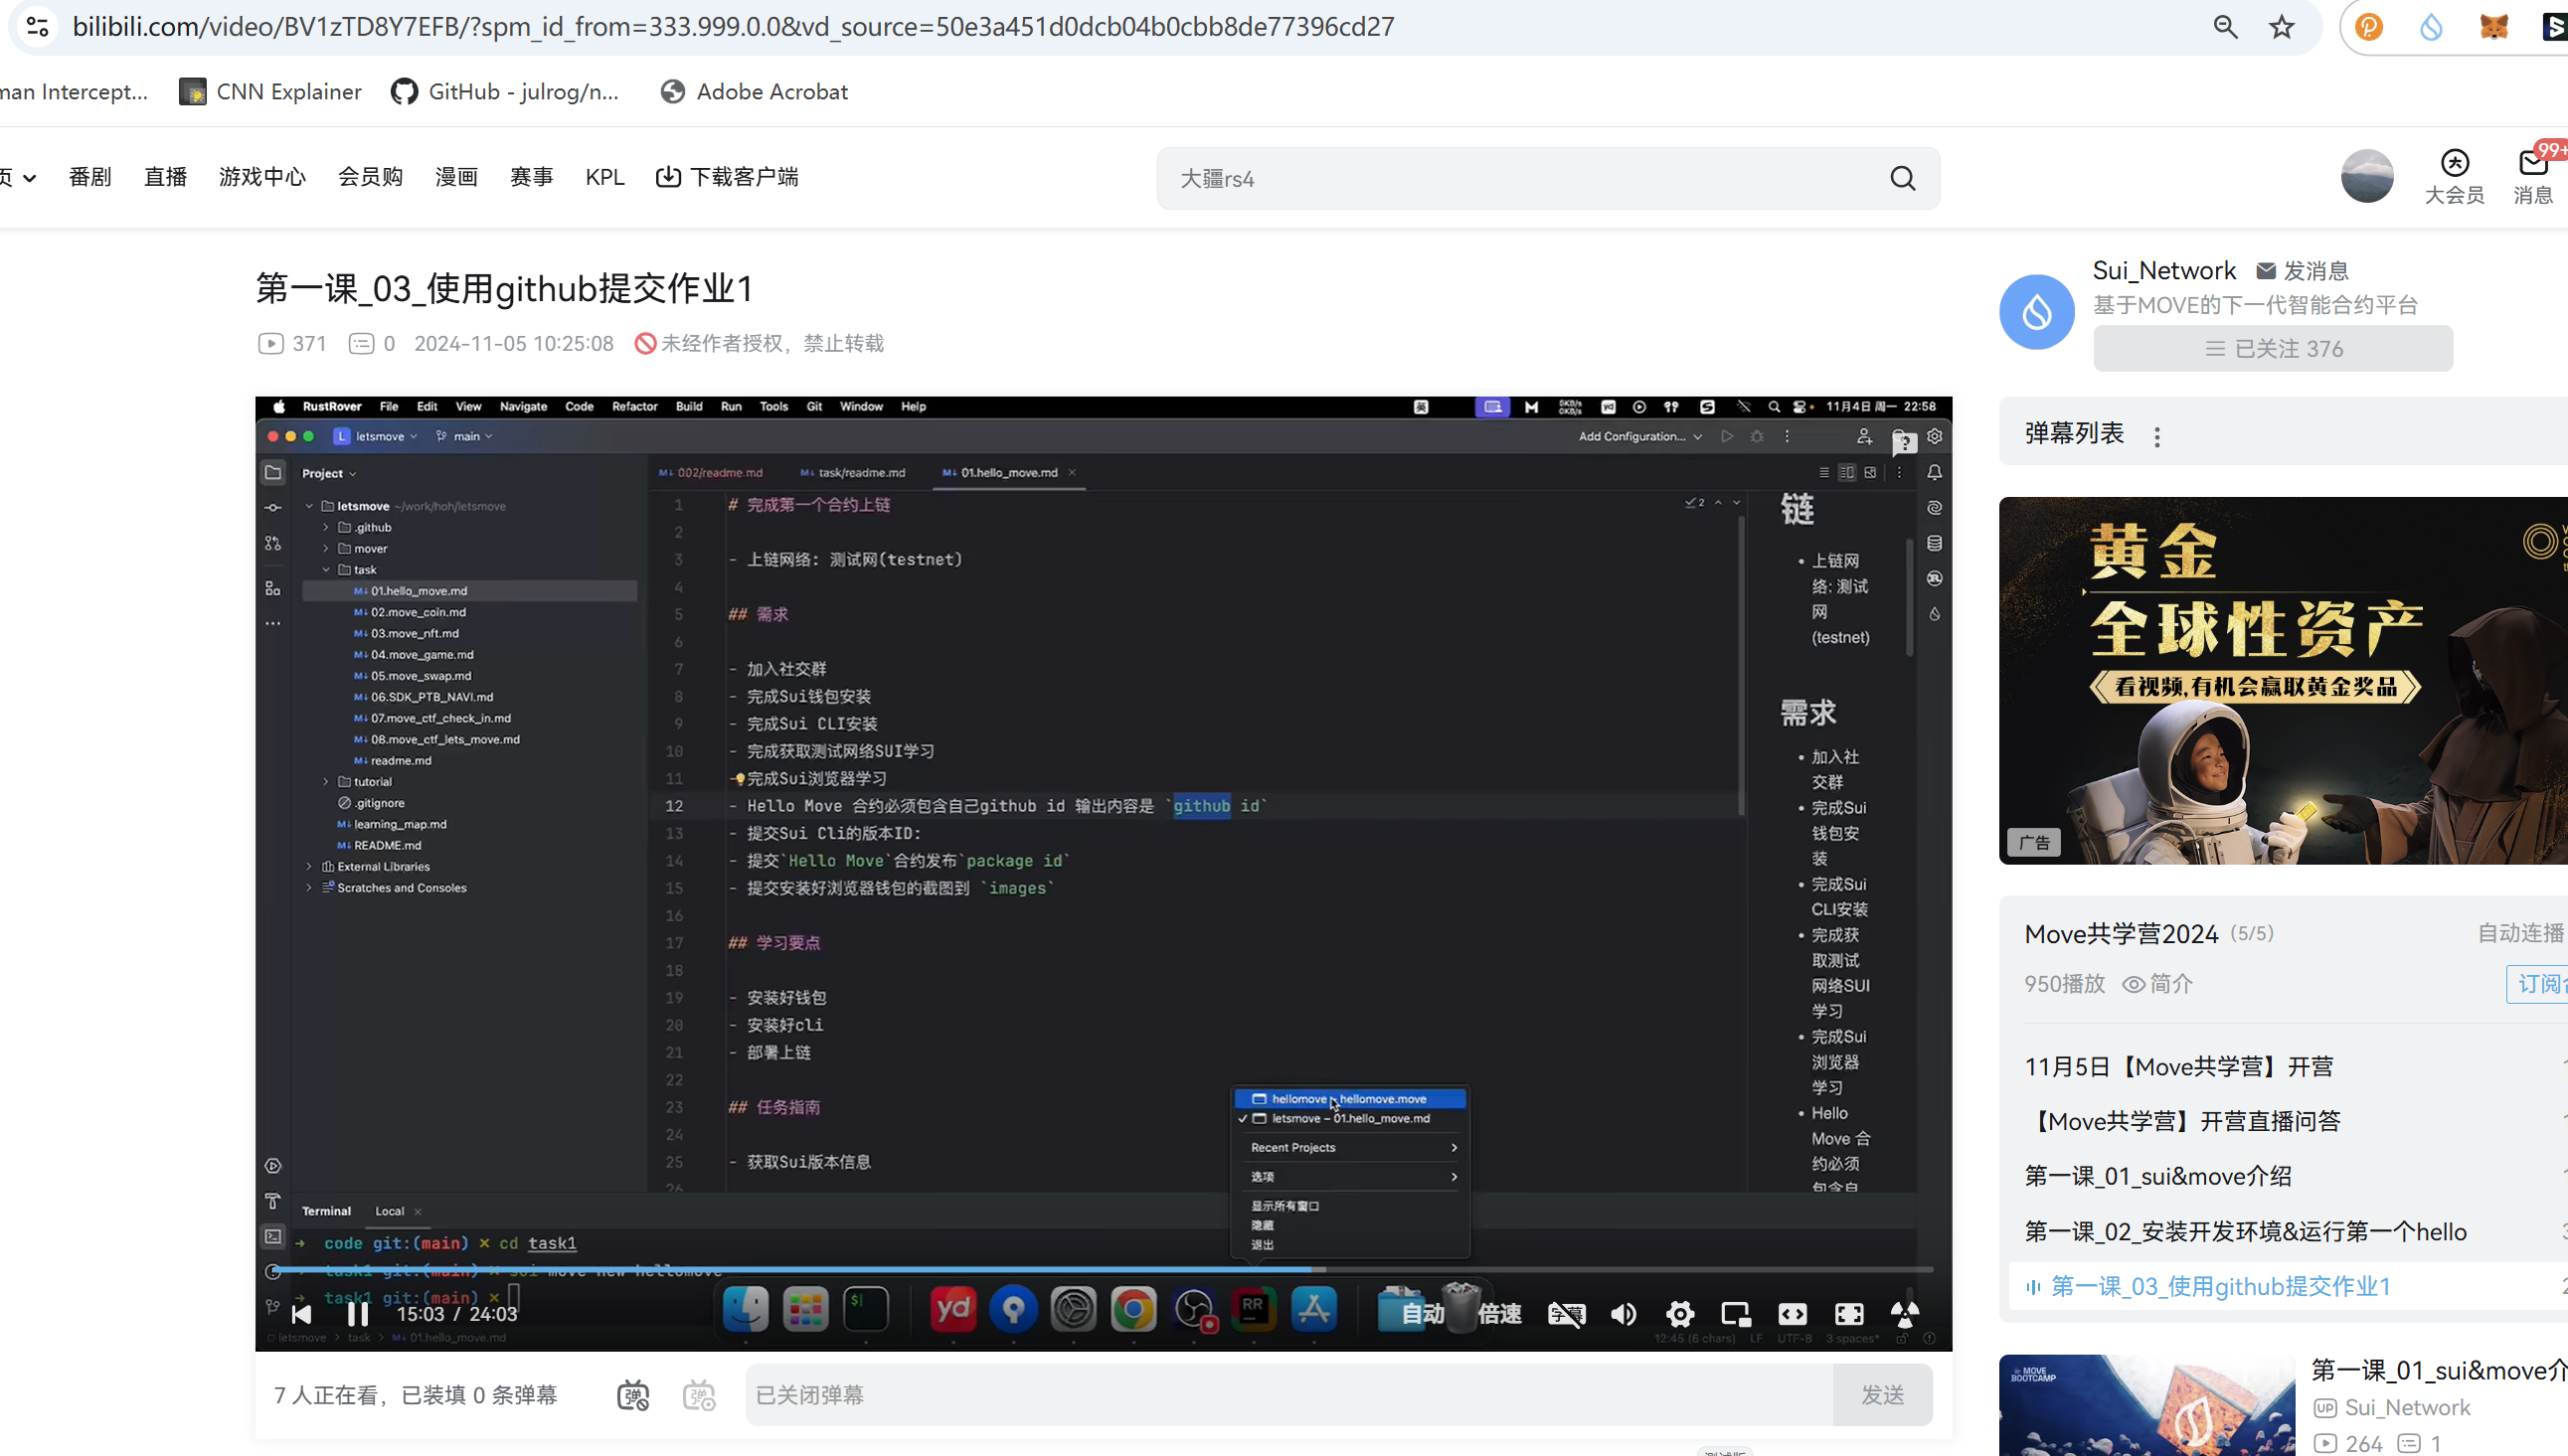 bilibili.com/video/BV1zTD8Y7EFB/?spm_id_from=333.999.0.0&vd_source=50e3a451d0dcb04b0cbb8de77396cd27
man Intercept... CNN Explainer GitHub - julrog/n... Adobe Acrobat
页 番剧 直播 游戏中心 会员购 漫画 赛事 KPL 下载客户端
大疆rs4
大会员 消息 99+
第一课_03_使用github提交作业1
371 0 2024-11-05 10:25:08 未经作者授权，禁止转载
Sui_Network 发消息
基于MOVE的下一代智能合约平台
已关注 376
RustRover File Edit View Navigate Code Refactor Build Run Tools Git Window Help
英 11月4日 周一 22:58
L letsmove main Add Configuration...
Project
002/readme.md task/readme.md 01.hello_move.md
letsmove ~/work/hoh/letsmove
.github
mover
task
01.hello_move.md
02.move_coin.md
03.move_nft.md
04.move_game.md
05.move_swap.md
06.SDK_PTB_NAVI.md
07.move_ctf_check_in.md
08.move_ctf_lets_move.md
readme.md
tutorial
.gitignore
learning_map.md
README.md
External Libraries
Scratches and Consoles
1 # 完成第一个合约上链
2
3 - 上链网络: 测试网(testnet)
4
5 ## 需求
6
7 - 加入社交群
8 - 完成Sui钱包安装
9 - 完成Sui CLI安装
10 - 完成获取测试网络SUI学习
11 - 完成Sui浏览器学习
12 - Hello Move 合约必须包含自己github id 输出内容是 `github id`
13 - 提交Sui Cli的版本ID:
14 - 提交`Hello Move`合约发布`package id`
15 - 提交安装好浏览器钱包的截图到 `images`
16
17 ## 学习要点
18
19 - 安装好钱包
20 - 安装好cli
21 - 部署上链
22
23 ## 任务指南
24
25 - 获取Sui版本信息
26
2
链
• 上链网
络: 测试
网
(testnet)
需求
• 加入社
交群
• 完成Sui
钱包安
装
• 完成Sui
CLI安装
• 完成获
取测试
网络SUI
学习
• 完成Sui
浏览器
学习
• Hello
Move 合
约必须
包含自
hellomove – hellomove.move
letsmove – 01.hello_move.md
Recent Projects
选项
显示所有窗口
隐藏
退出
Terminal Local
code git:(main) × cd task1
task1 git:(main) × sui move new hellomove
task1 git:(main) ×
15:03 / 24:03
yd RR 自动 倍速 字幕
letsmove > task > 01.hello_move.md 12:45 (6 chars) LF UTF-8 3 spaces*
7 人正在看，已装填 0 条弹幕 弹 弹 已关闭弹幕 发送
弹幕列表
黄金
全球性资产
看视频,有机会赢取黄金奖品
广告
Move共学营2024（5/5） 自动连播
950播放 简介 订阅合
11月5日【Move共学营】开营
【Move共学营】开营直播问答
第一课_01_sui&move介绍
第一课_02_安装开发环境&运行第一个hello
第一课_03_使用github提交作业1
MOVE
BOOTCAMP
第一课_01_sui&move介
UP Sui_Network
264 1